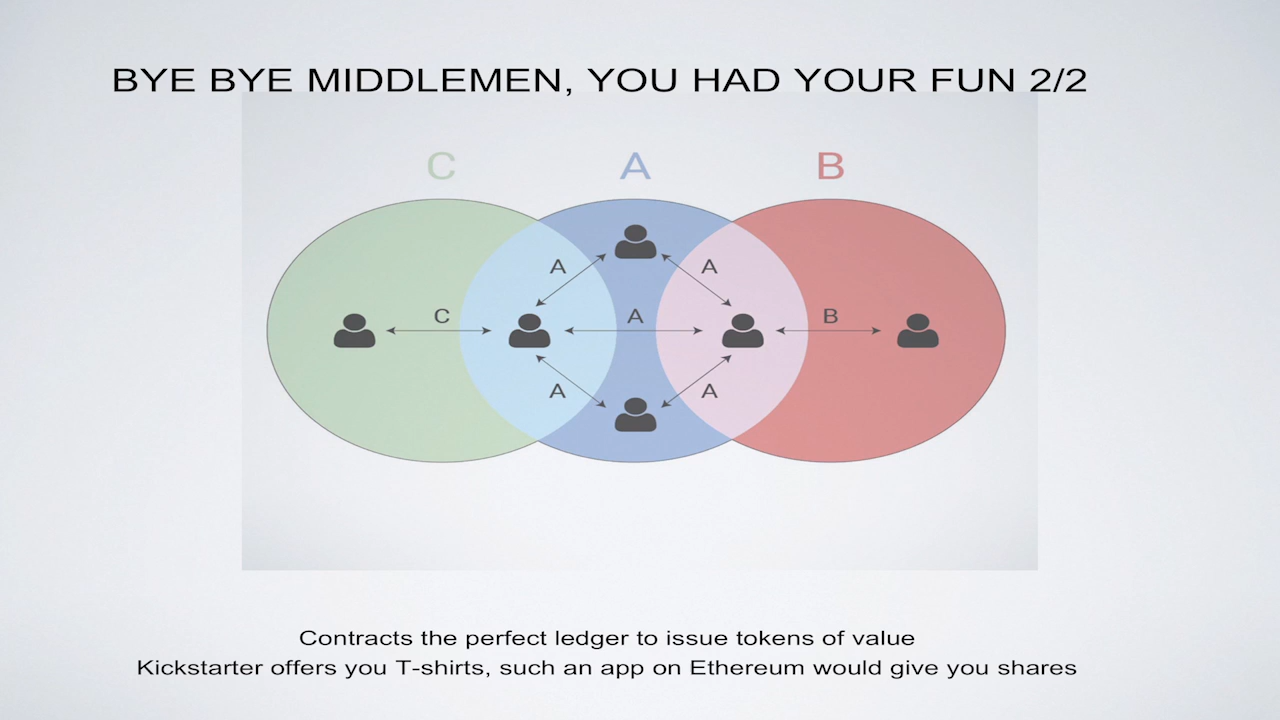 BYE BYE MIDDLEMEN, YOU HAD YOUR FUN 2/2
C A B
A A
C A B
A A
Contracts the perfect ledger to issue tokens of value
Kickstarter offers you T-shirts, such an app on Ethereum would give you shares